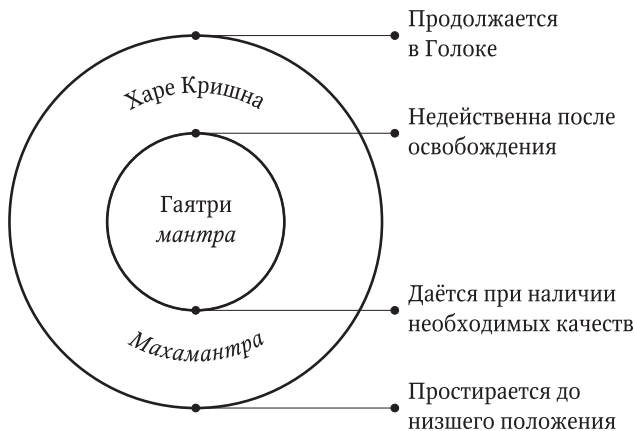 Продолжается
в Голоке
Харе Кришна
Недейственна после
освобождения
Гаятри
мантра
Даётся при наличии
необходимых качеств
Махамантра
Простирается до
низшего положения